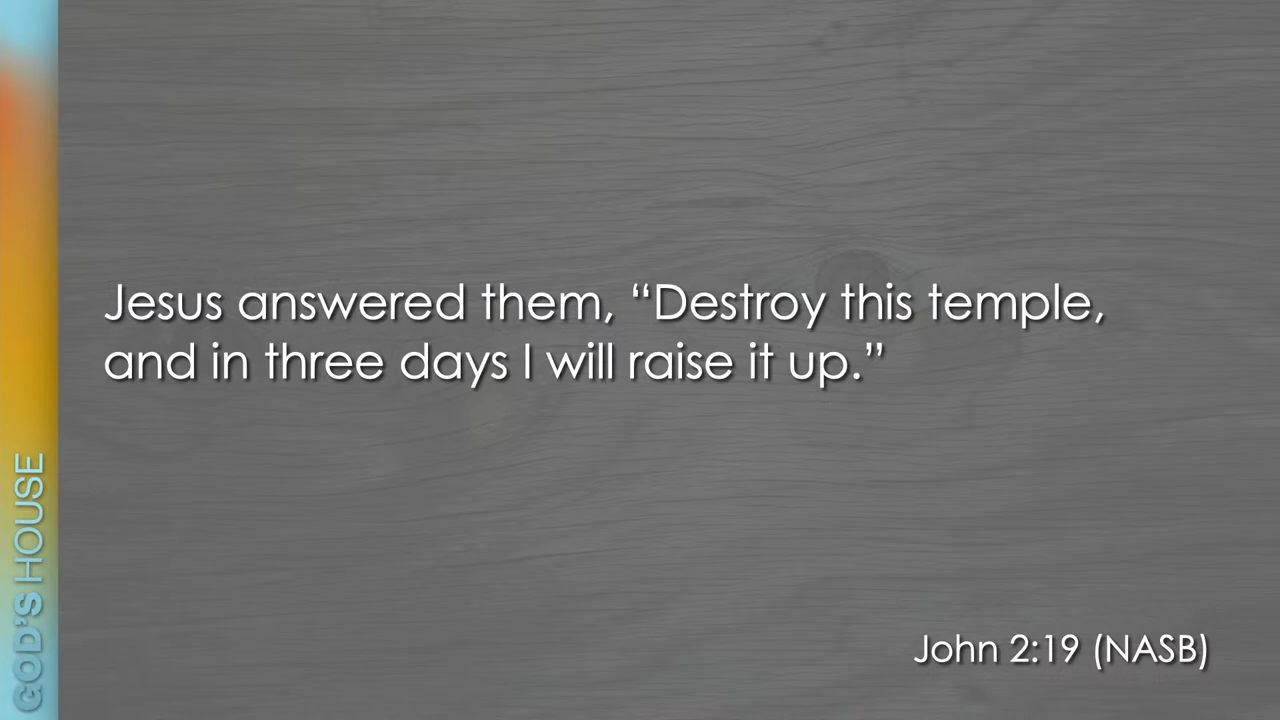 Jesus answered them, “Destroy this temple,
and in three days I will raise it up.”
John 2:19 (NASB)
GOD'S HOUSE